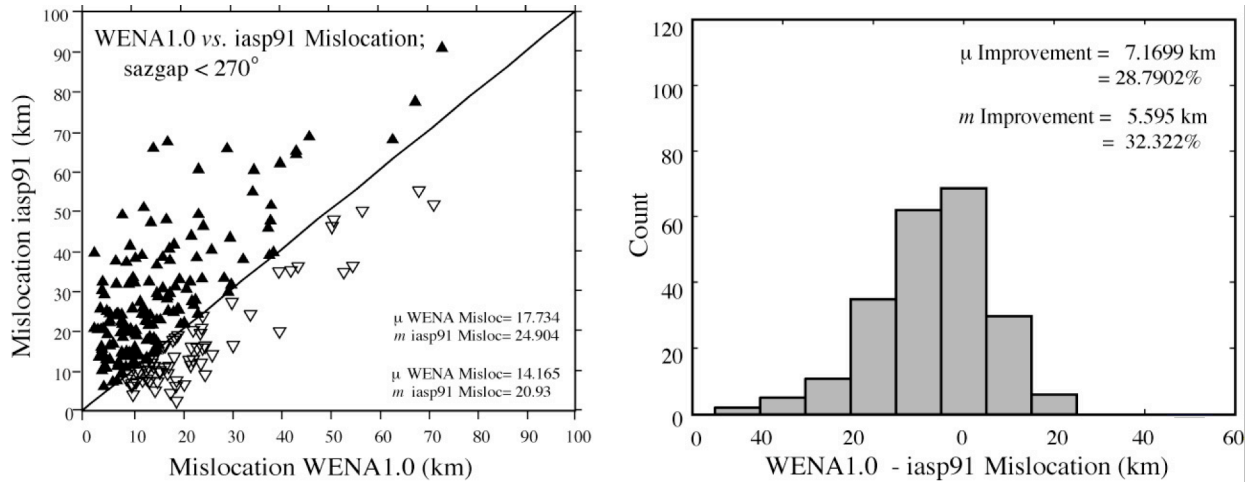 WENA1.0 vs. iasp91 Mislocation;
sazgap < 270°
Mislocation iasp91 (km)
100
90
80
70
60
50
40
30
20
10
0
μ WENA Misloc= 17.734
m iasp91 Misloc= 24.904
μ WENA Misloc= 14.165
m iasp91 Misloc= 20.93
0 10 20 30 40 50 60 70 80 90 100
Mislocation WENA1.0 (km)
μ Improvement = 7.1699 km
= 28.7902%
m Improvement = 5.595 km
= 32.322%
Count
120
100
80
60
40
20
0
0 40 20 0 20 40 60
WENA1.0 - iasp91 Mislocation (km)